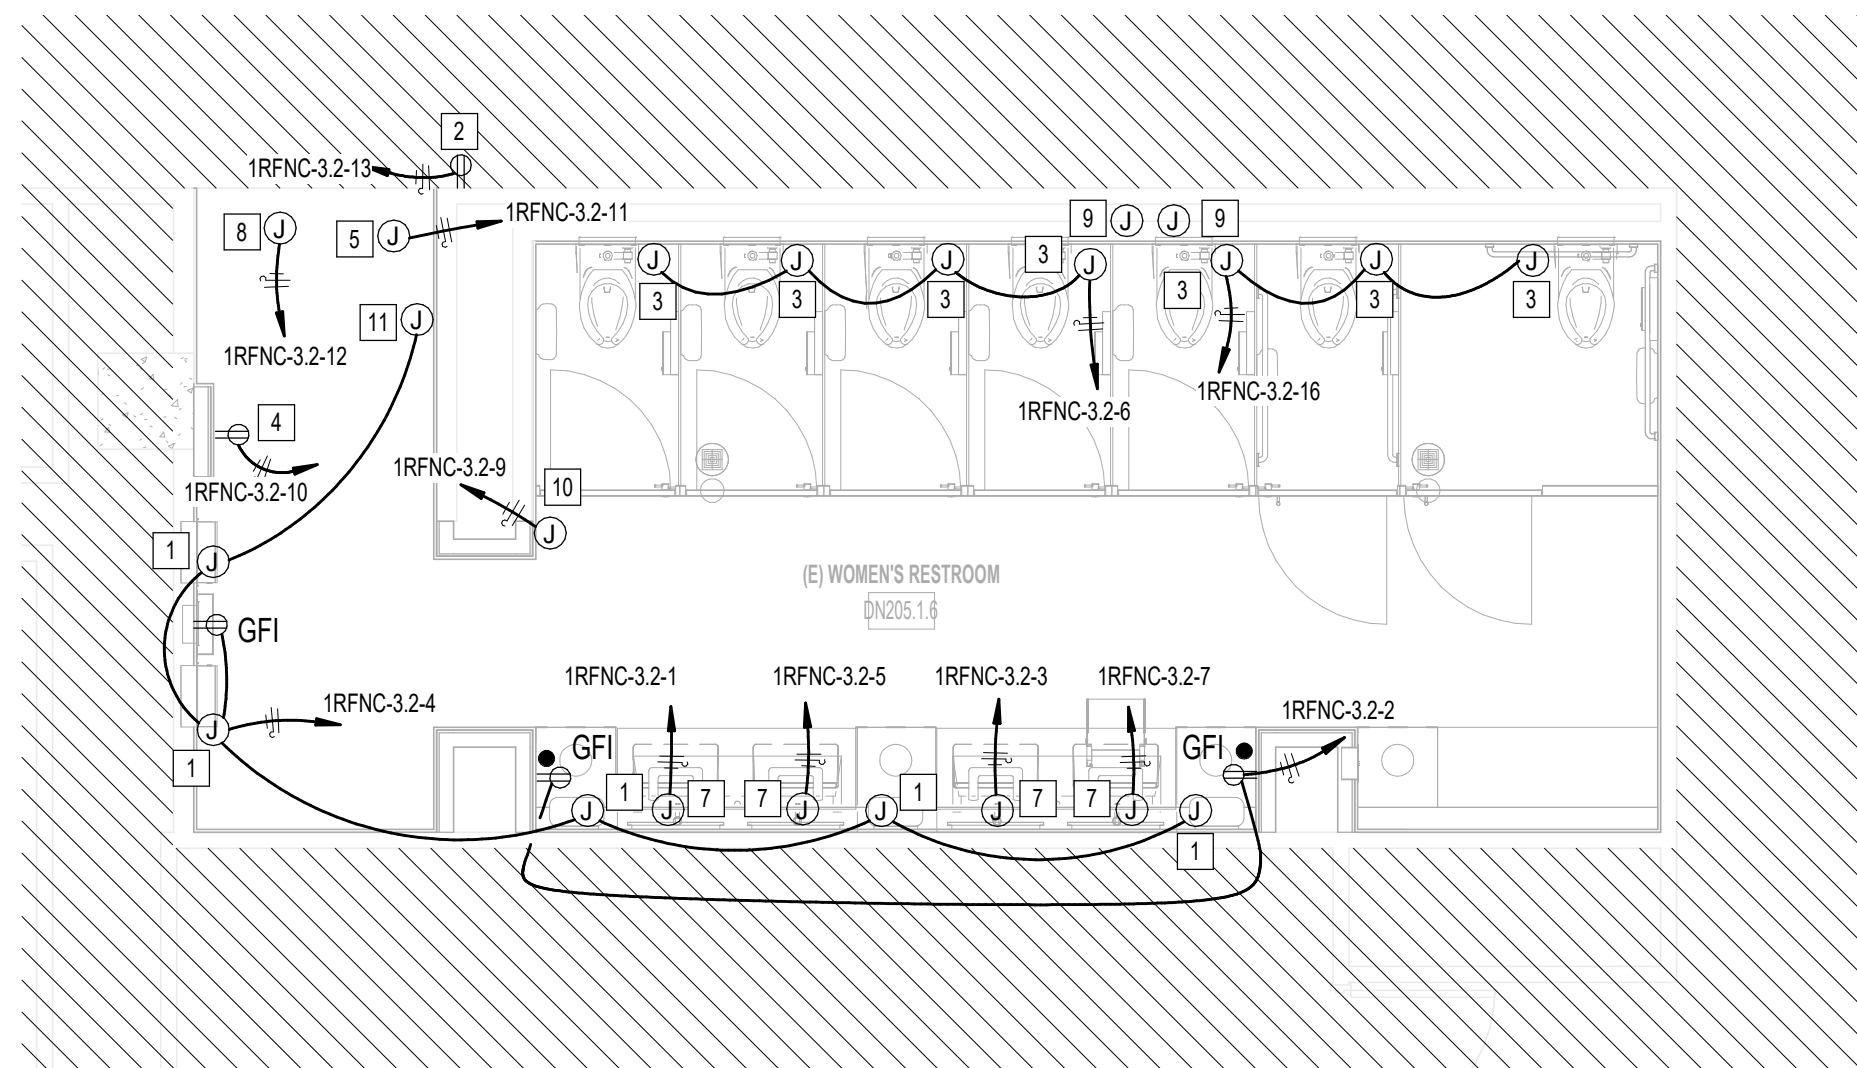 2
1RFNC-3.2-13
8
J
5
J
1RFNC-3.2-11
9
J
J
9
J
J
J
3
J
J
J
J
3
3
3
3
3
3
11
J
1RFNC-3.2-12
1RFNC-3.2-6
1RFNC-3.2-16
4
1RFNC-3.2-9
1RFNC-3.2-10
10
J
1
J
(E) WOMEN'S RESTROOM
DN205.1.6
GFI
1RFNC-3.2-1
1RFNC-3.2-5
1RFNC-3.2-3
1RFNC-3.2-7
1RFNC-3.2-4
1RFNC-3.2-2
J
1
GFI
GFI
J
1
J
7
7
J
J
1
J
7
7
J
J
1